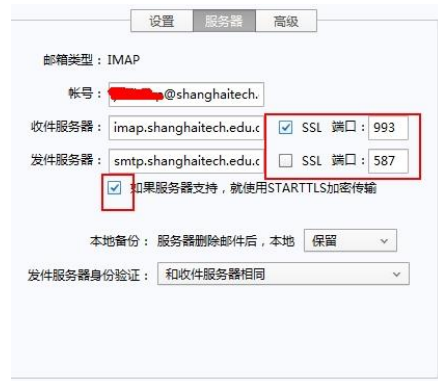 设置 服务器 高级
邮箱类型：IMAP
帐号： @shanghaitech.
收件服务器： imap.shanghaitech.edu.c SSL 端口：993
发件服务器： smtp.shanghaitech.edu.c SSL 端口：587
如果服务器支持，就使用STARTTLS加密传输
本地备份： 服务器删除邮件后，本地 保留
发件服务器身份验证： 和收件服务器相同